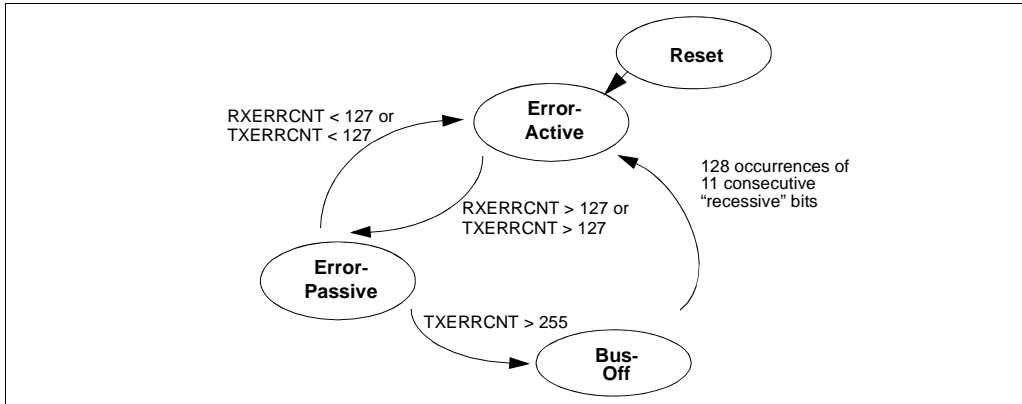 Reset
Error-
Active
RXERRCNT < 127 or
TXERRCNT < 127
128 occurrences of
11 consecutive
“recessive” bits
RXERRCNT > 127 or
TXERRCNT > 127
Error-
Passive
TXERRCNT > 255
Bus-
Off